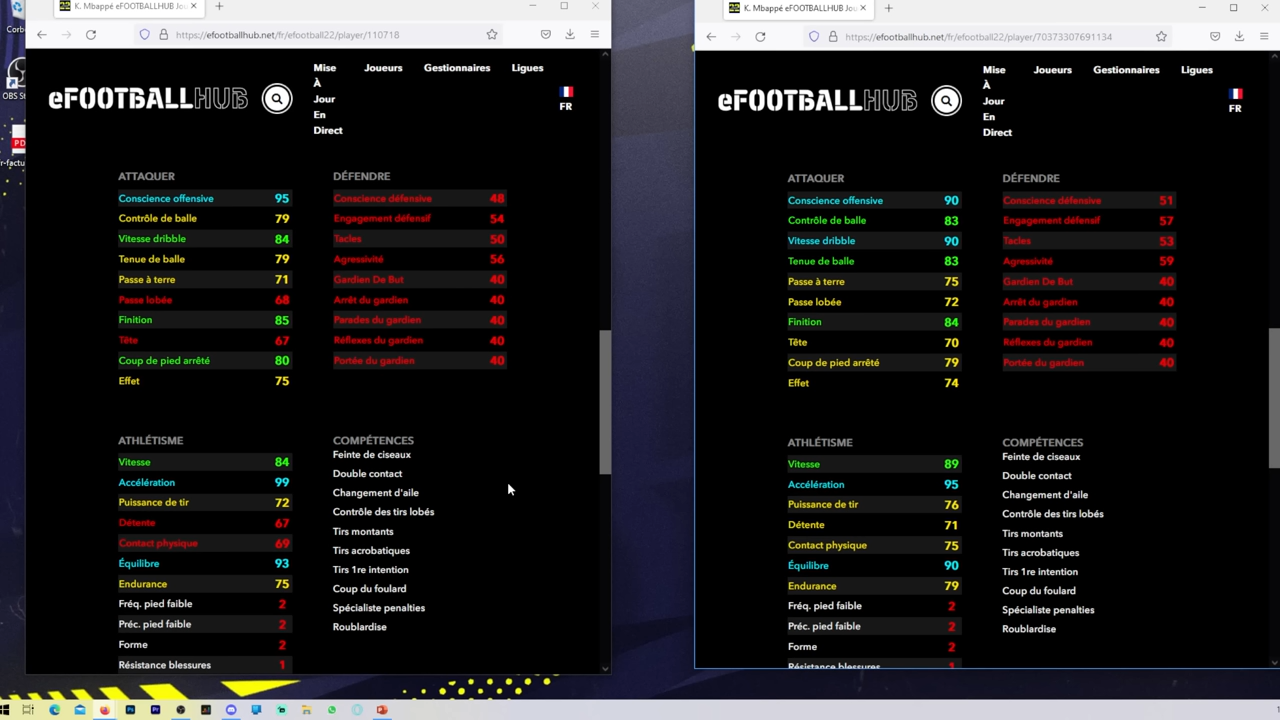 K. Mbappé eFOOTBALLHUB Jou
https://efootballhub.net/fr/efootball22/player/110718
eFOOTBALLHUB
Mise
À
Jour
En
Direct
Joueurs
Gestionnaires
Ligues
FR
ATTAQUER
Conscience offensive 95
Contrôle de balle 79
Vitesse dribble 84
Tenue de balle 79
Passe à terre 71
Passe lobée 68
Finition 85
Tête 67
Coup de pied arrêté 80
Effet 75
DÉFENDRE
Conscience défensive 48
Engagement défensif 54
Tacles 50
Agressivité 56
Gardien De But 40
Arrêt du gardien 40
Parades du gardien 40
Réflexes du gardien 40
Portée du gardien 40
ATHLÉTISME
Vitesse 84
Accélération 99
Puissance de tir 72
Détente 67
Contact physique 69
Équilibre 93
Endurance 75
Fréq. pied faible 2
Préc. pied faible 2
Forme 2
Résistance blessures 1
COMPÉTENCES
Feinte de ciseaux
Double contact
Changement d'aile
Contrôle des tirs lobés
Tirs montants
Tirs acrobatiques
Tirs 1re intention
Coup du foulard
Spécialiste penalties
Roublardise
K. Mbappé eFOOTBALLHUB Jou
https://efootballhub.net/fr/efootball22/player/70373307691134
eFOOTBALLHUB
Mise
À
Jour
En
Direct
Joueurs
Gestionnaires
Ligues
FR
ATTAQUER
Conscience offensive 90
Contrôle de balle 83
Vitesse dribble 90
Tenue de balle 83
Passe à terre 75
Passe lobée 72
Finition 84
Tête 70
Coup de pied arrêté 79
Effet 74
DÉFENDRE
Conscience défensive 51
Engagement défensif 57
Tacles 53
Agressivité 59
Gardien De But 40
Arrêt du gardien 40
Parades du gardien 40
Réflexes du gardien 40
Portée du gardien 40
ATHLÉTISME
Vitesse 89
Accélération 95
Puissance de tir 76
Détente 71
Contact physique 75
Équilibre 90
Endurance 79
Fréq. pied faible 2
Préc. pied faible 2
Forme 2
Résistance blessures 1
COMPÉTENCES
Feinte de ciseaux
Double contact
Changement d'aile
Contrôle des tirs lobés
Tirs montants
Tirs acrobatiques
Tirs 1re intention
Coup du foulard
Spécialiste penalties
Roublardise
Corbe
OBS St
PD
r-factu